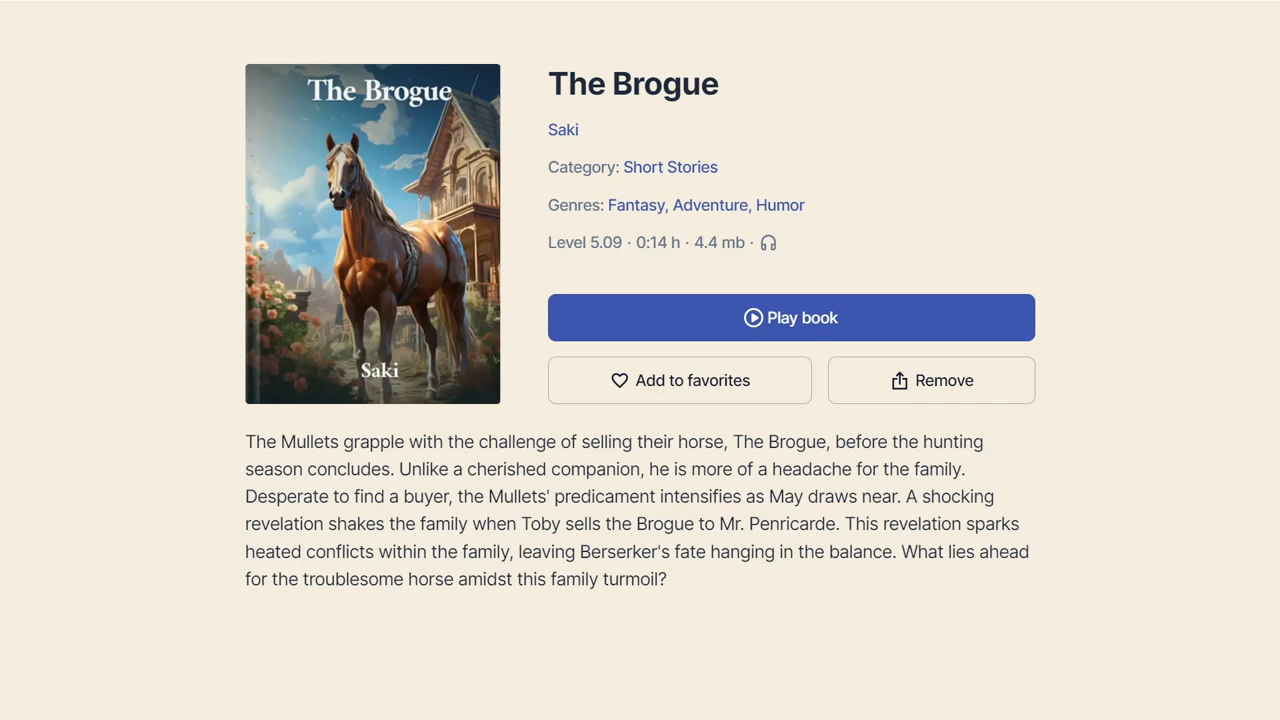 The Brogue
Saki
The Brogue
Saki
Category: Short Stories
Genres: Fantasy, Adventure, Humor
Level 5.09 · 0:14 h · 4.4 mb ·
Play book
Add to favorites
Remove
The Mullets grapple with the challenge of selling their horse, The Brogue, before the hunting
season concludes. Unlike a cherished companion, he is more of a headache for the family.
Desperate to find a buyer, the Mullets' predicament intensifies as May draws near. A shocking
revelation shakes the family when Toby sells the Brogue to Mr. Penricarde. This revelation sparks
heated conflicts within the family, leaving Berserker's fate hanging in the balance. What lies ahead
for the troublesome horse amidst this family turmoil?